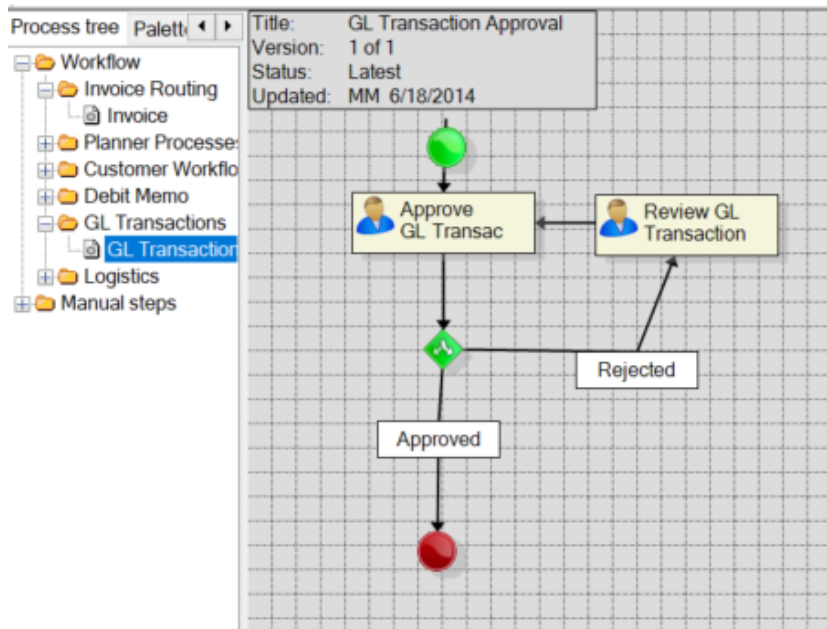 Process tree Palett
Workflow
Invoice Routing
Invoice
Planner Processe
Customer Workflo
Debit Memo
GL Transactions
GL Transaction
Logistics
Manual steps
Title: GL Transaction Approval
Version: 1 of 1
Status: Latest
Updated: MM 6/18/2014
Approve
GL Transac
Review GL
Transaction
Rejected
Approved